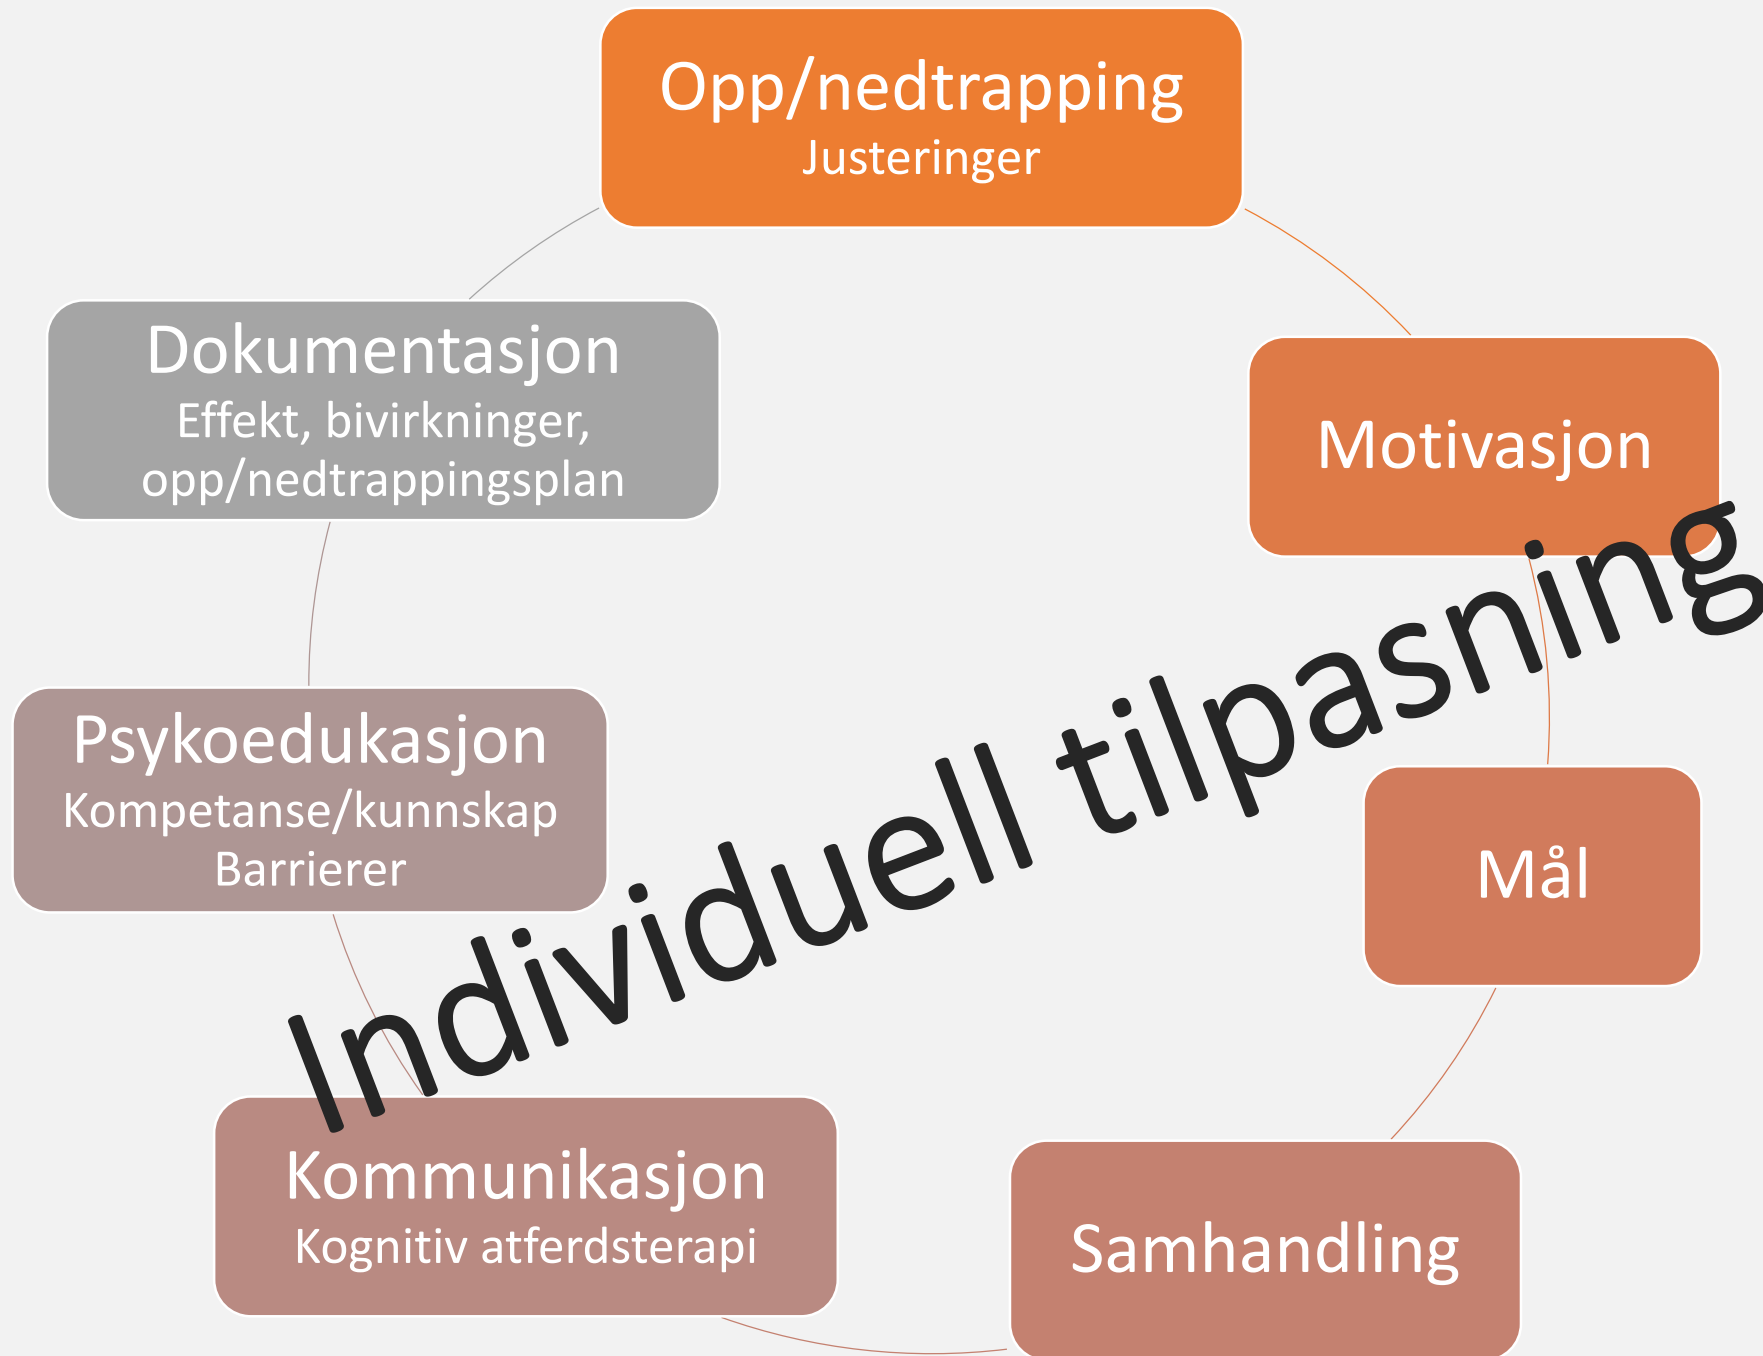 Opp/nedtrapping
Justeringer
Motivasjon
Mål
Samhandling
Kommunikasjon
Kognitiv atferdsterapi
Psykoedukasjon
Kompetanse/kunnskap
Barrierer
Dokumentasjon
Effekt, bivirkninger,
opp/nedtrappingsplan
Individuell tilpasning